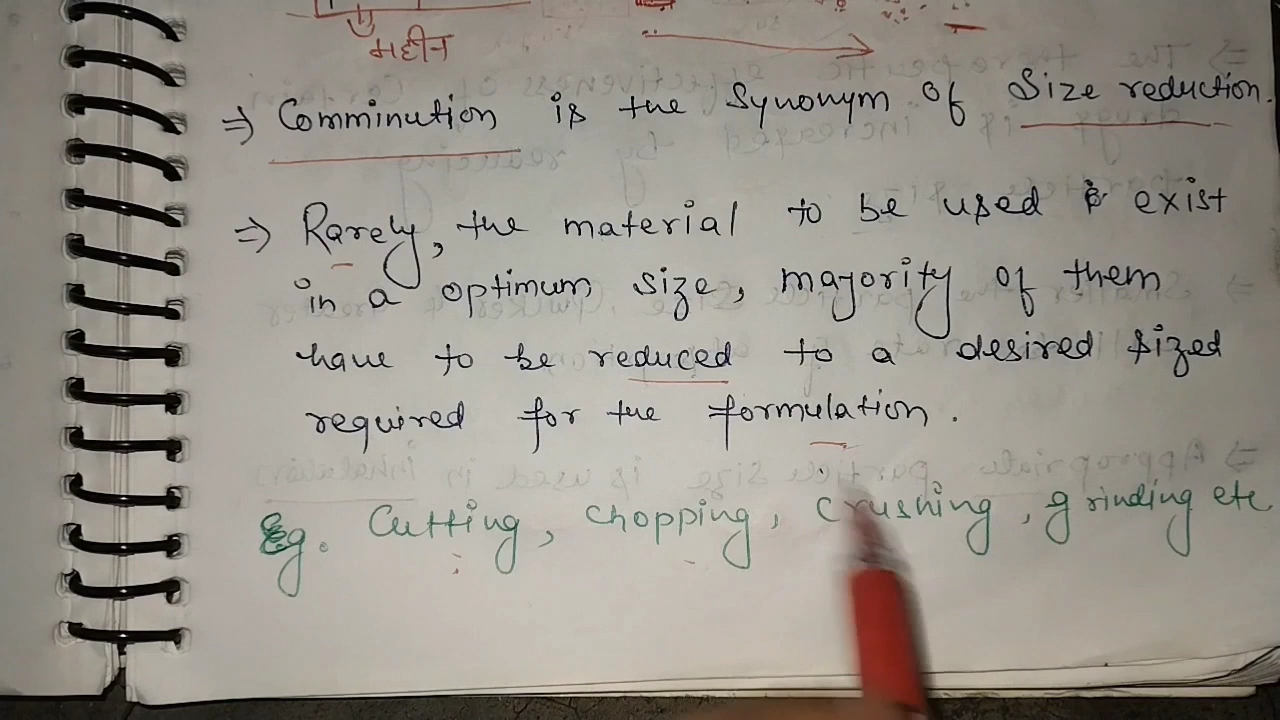 महीन
⇒ Comminution is the Synonym of Size reduction.
⇒ Rarely, the material to be used exist
in a optimum size, majority of them
have to be reduced to a desired sized
required for the formulation.
Eg. Cutting, Chopping, Crushing, grinding etc.